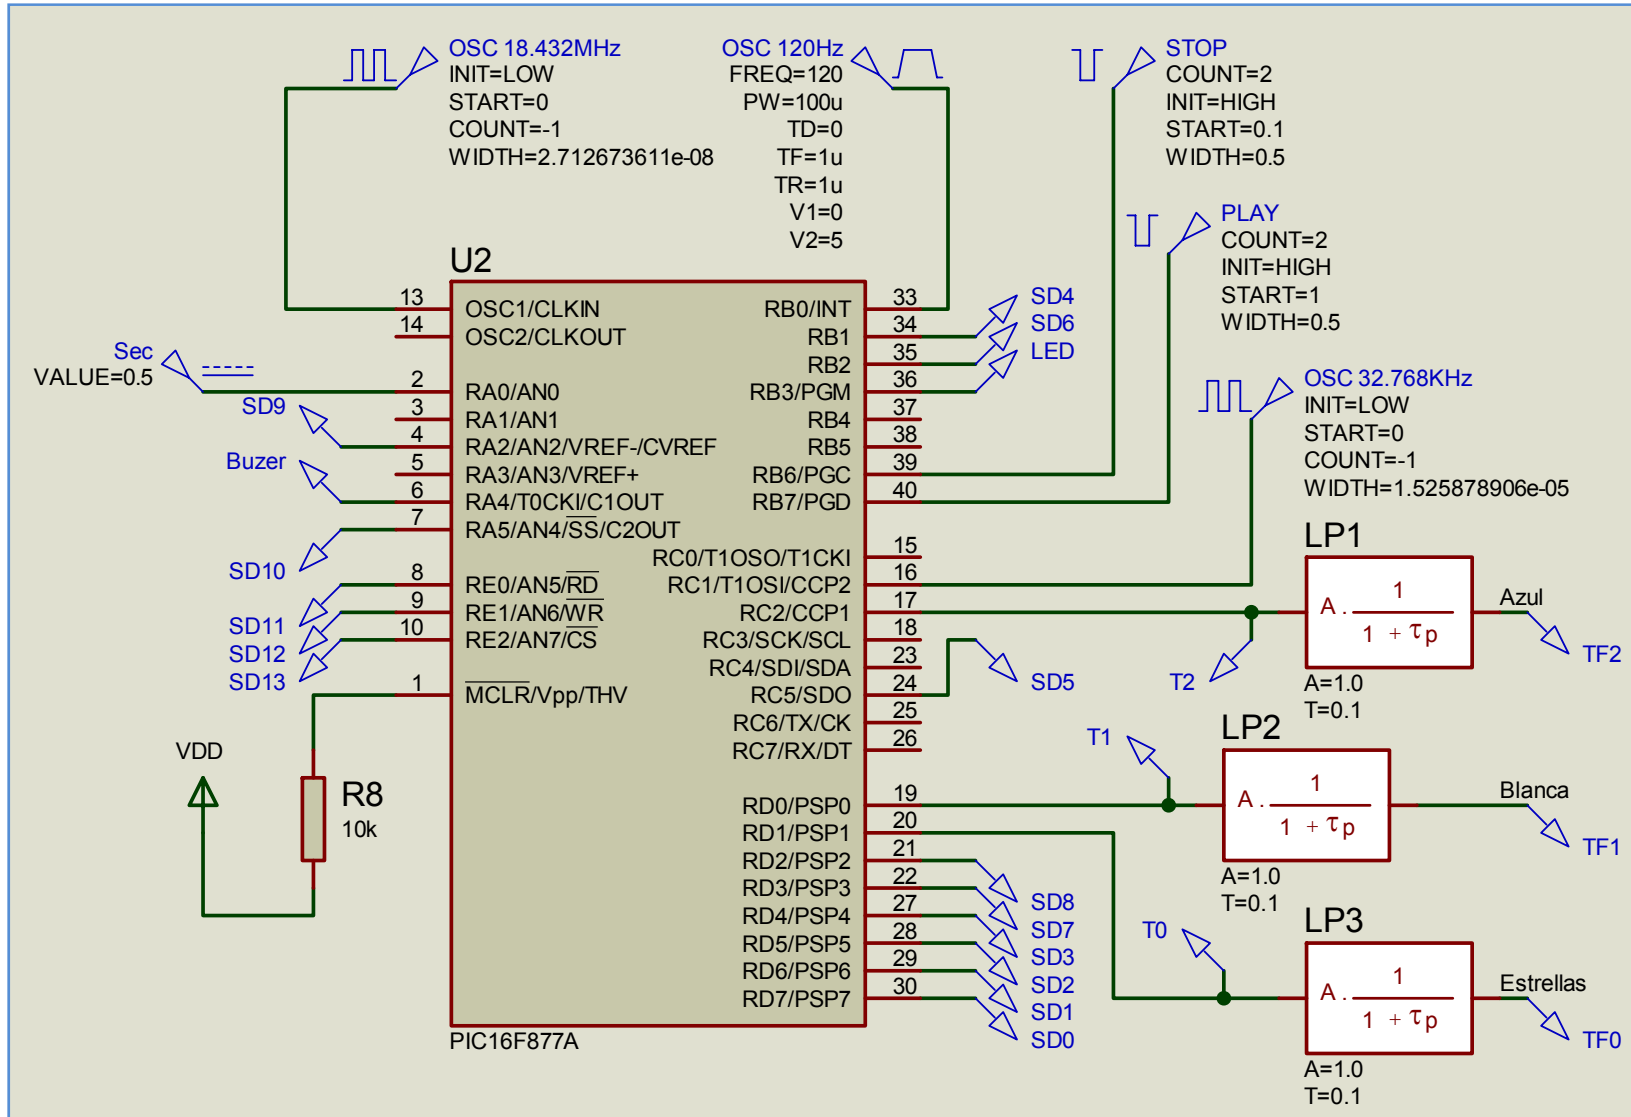 OSC 18.432MHz
INIT=LOW
START=0
COUNT=-1
WIDTH=2.712673611e-08
OSC 120Hz
FREQ=120
PW=100u
TD=0
TF=1u
TR=1u
V1=0
V2=5
STOP
COUNT=2
INIT=HIGH
START=0.1
WIDTH=0.5
PLAY
COUNT=2
INIT=HIGH
START=1
WIDTH=0.5
OSC 32.768KHz
INIT=LOW
START=0
COUNT=-1
WIDTH=1.525878906e-05
Sec
VALUE=0.5
SD9
Buzer
SD10
SD11
SD12
SD13
VDD
R8
10k
U2
13 OSC1/CLKIN
14 OSC2/CLKOUT
2 RA0/AN0
3 RA1/AN1
4 RA2/AN2/VREF-/CVREF
5 RA3/AN3/VREF+
6 RA4/T0CKI/C1OUT
7 RA5/AN4/SS/C2OUT
8 RE0/AN5/RD
9 RE1/AN6/WR
10 RE2/AN7/CS
1 MCLR/Vpp/THV
RB0/INT 33
RB1 34
RB2 35
RB3/PGM 36
RB4 37
RB5 38
RB6/PGC 39
RB7/PGD 40
RC0/T1OSO/T1CKI 15
RC1/T1OSI/CCP2 16
RC2/CCP1 17
RC3/SCK/SCL 18
RC4/SDI/SDA 23
RC5/SDO 24
RC6/TX/CK 25
RC7/RX/DT 26
RD0/PSP0 19
RD1/PSP1 20
RD2/PSP2 21
RD3/PSP3 22
RD4/PSP4 27
RD5/PSP5 28
RD6/PSP6 29
RD7/PSP7 30
PIC16F877A
SD4
SD6
LED
SD5
SD8
SD7
SD3
SD2
SD1
SD0
T2
T1
T0
LP1
A . 1
1 + τp
A=1.0
T=0.1
Azul
TF2
LP2
A . 1
1 + τp
A=1.0
T=0.1
Blanca
TF1
LP3
A . 1
1 + τp
A=1.0
T=0.1
Estrellas
TF0